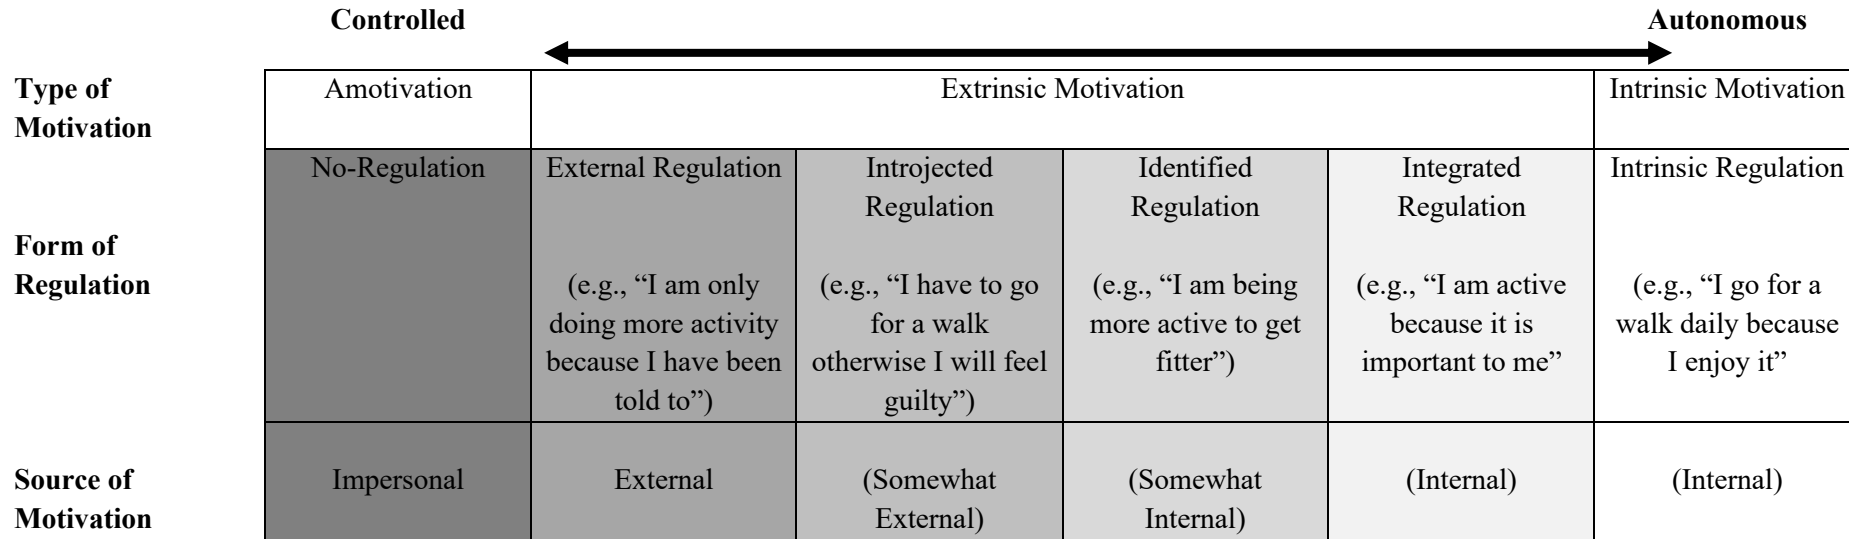 Controlled
Autonomous
Type of
Motivation
Amotivation
Extrinsic Motivation
Intrinsic Motivation
Form of
Regulation
No-Regulation
External Regulation
(e.g., “I am only
doing more activity
because I have been
told to”)
Introjected
Regulation
(e.g., “I have to go
for a walk
otherwise I will feel
guilty”)
Identified
Regulation
(e.g., “I am being
more active to get
fitter”)
Integrated
Regulation
(e.g., “I am active
because it is
important to me”
Intrinsic Regulation
(e.g., “I go for a
walk daily because
I enjoy it”
Source of
Motivation
Impersonal
External
(Somewhat
External)
(Somewhat
Internal)
(Internal)
(Internal)